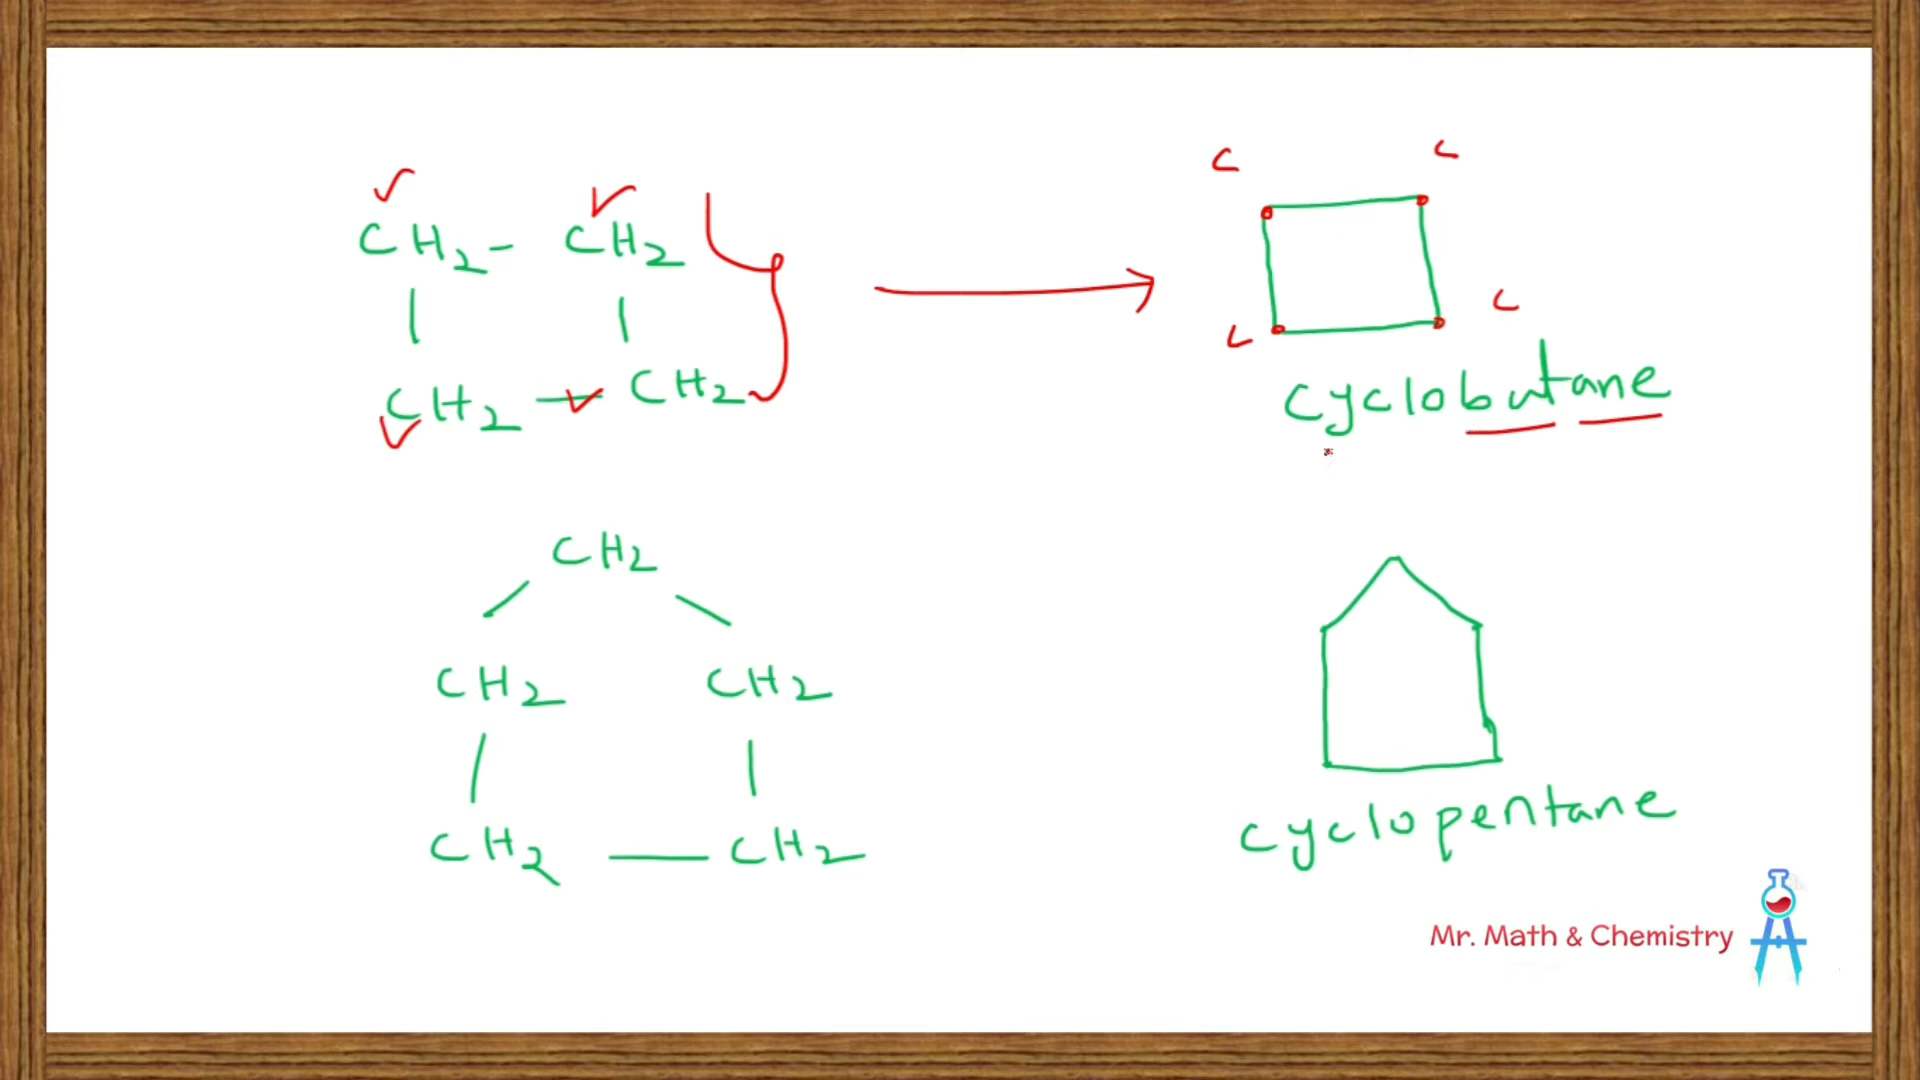 C C
CH2 - CH2
C C
CH2 — CH2
cyclobutane
CH2
CH2 CH2
CH2 — CH2
cyclopentane
Mr. Math & Chemistry